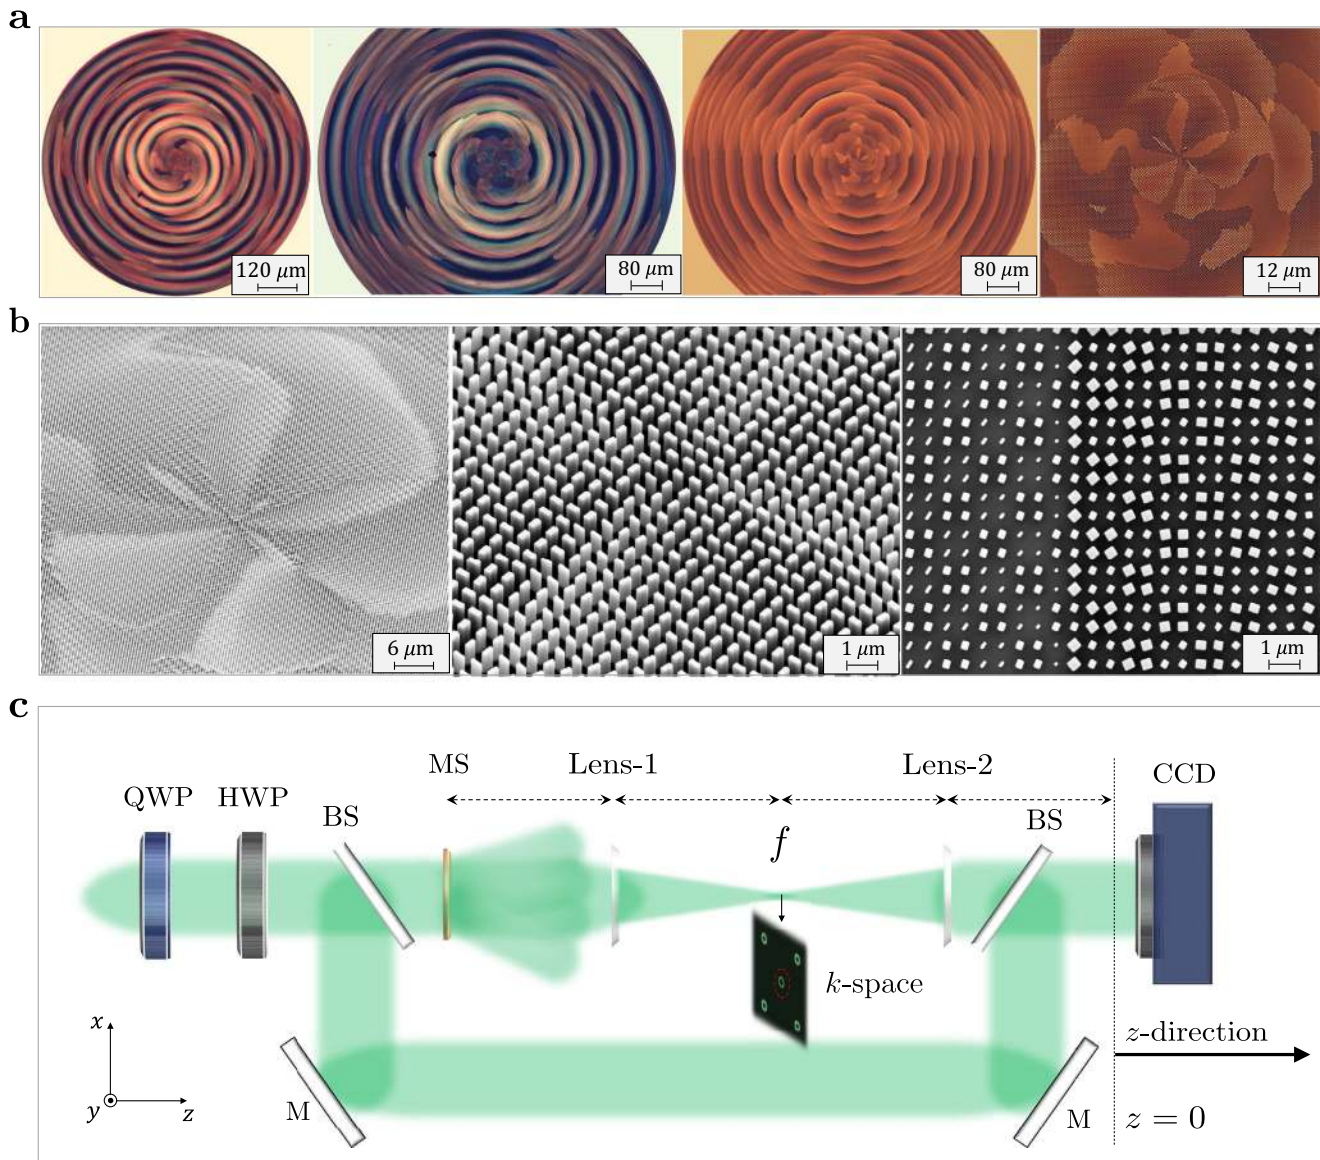 a
120 μm
80 μm
80 μm
12 μm
b
6 μm
1 μm
1 μm
c
QWP
HWP
BS
MS
Lens-1
Lens-2
BS
CCD
f
k-space
x
y
z
M
M
z-direction
z = 0